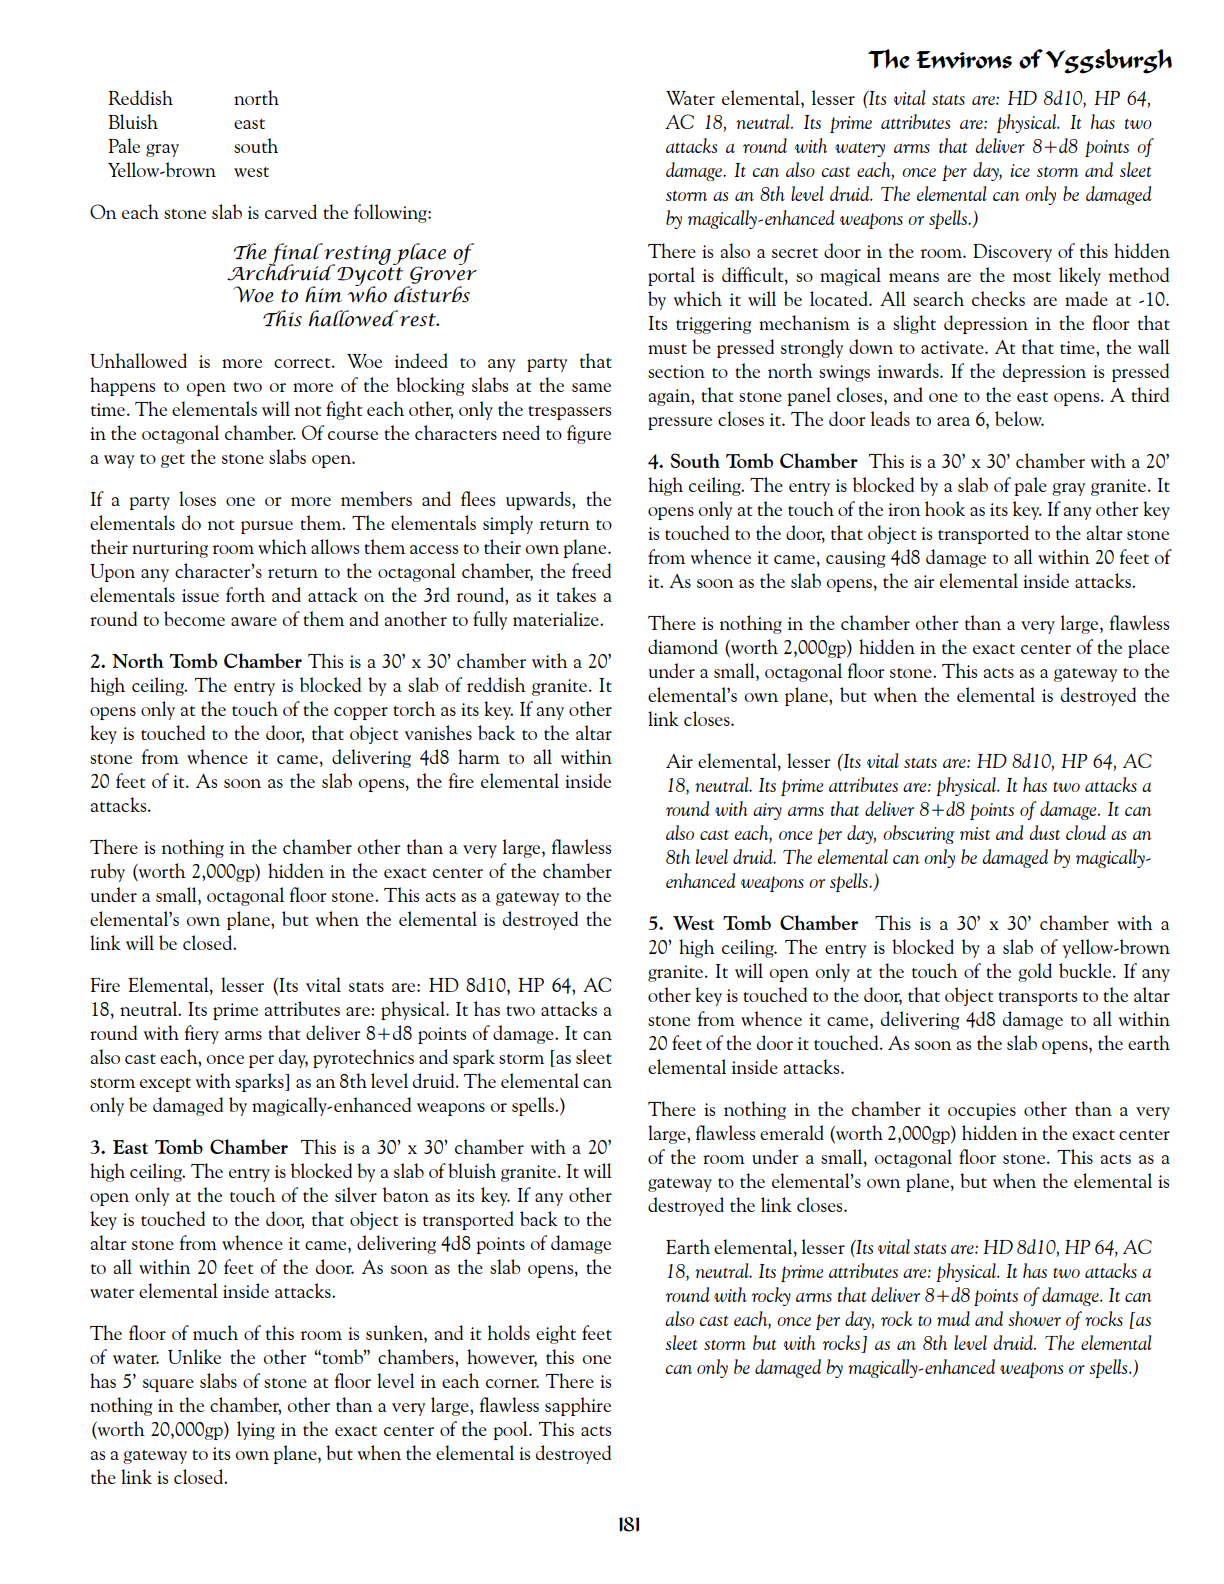 The Environs of Yggsburgh
Reddish north
Bluish east
Pale gray south
Yellow-brown west
On each stone slab is carved the following:
The final resting place of
Archdruid Dycott Grover
Woe to him who disturbs
This hallowed rest.
Unhallowed is more correct. Woe indeed to any party that
happens to open two or more of the blocking slabs at the same
time. The elementals will not fight each other, only the trespassers
in the octagonal chamber. Of course the characters need to figure
a way to get the stone slabs open.
If a party loses one or more members and flees upwards, the
elementals do not pursue them. The elementals simply return to
their nurturing room which allows them access to their own plane.
Upon any character's return to the octagonal chamber, the freed
elementals issue forth and attack on the 3rd round, as it takes a
round to become aware of them and another to fully materialize.
2. North Tomb Chamber This is a 30' x 30' chamber with a 20'
high ceiling. The entry is blocked by a slab of reddish granite. It
opens only at the touch of the copper torch as its key. If any other
key is touched to the door, that object vanishes back to the altar
stone from whence it came, delivering 4d8 harm to all within
20 feet of it. As soon as the slab opens, the fire elemental inside
attacks.
There is nothing in the chamber other than a very large, flawless
ruby (worth 2,000gp) hidden in the exact center of the chamber
under a small, octagonal floor stone. This acts as a gateway to the
elemental's own plane, but when the elemental is destroyed the
link will be closed.
Fire Elemental, lesser (Its vital stats are: HD 8d10, HP 64, AC
18, neutral. Its prime attributes are: physical. It has two attacks a
round with fiery arms that deliver 8+d8 points of damage. It can
also cast each, once per day, pyrotechnics and spark storm [as sleet
storm except with sparks] as an 8th level druid. The elemental can
only be damaged by magically-enhanced weapons or spells.)
3. East Tomb Chamber This is a 30' x 30' chamber with a 20'
high ceiling. The entry is blocked by a slab of bluish granite. It will
open only at the touch of the silver baton as its key. If any other
key is touched to the door, that object is transported back to the
altar stone from whence it came, delivering 4d8 points of damage
to all within 20 feet of the door. As soon as the slab opens, the
water elemental inside attacks.
The floor of much of this room is sunken, and it holds eight feet
of water. Unlike the other “tomb” chambers, however, this one
has 5' square slabs of stone at floor level in each corner. There is
nothing in the chamber, other than a very large, flawless sapphire
(worth 20,000gp) lying in the exact center of the pool. This acts
as a gateway to its own plane, but when the elemental is destroyed
the link is closed.
Water elemental, lesser (Its vital stats are: HD 8d10, HP 64,
AC 18, neutral. Its prime attributes are: physical. It has two
attacks a round with watery arms that deliver 8+d8 points of
damage. It can also cast each, once per day, ice storm and sleet
storm as an 8th level druid. The elemental can only be damaged
by magically-enhanced weapons or spells.)
There is also a secret door in the room. Discovery of this hidden
portal is difficult, so magical means are the most likely method
by which it will be located. All search checks are made at -10.
Its triggering mechanism is a slight depression in the floor that
must be pressed strongly down to activate. At that time, the wall
section to the north swings inwards. If the depression is pressed
again, that stone panel closes, and one to the east opens. A third
pressure closes it. The door leads to area 6, below.
4. South Tomb Chamber This is a 30' x 30' chamber with a 20'
high ceiling. The entry is blocked by a slab of pale gray granite. It
opens only at the touch of the iron hook as its key. If any other key
is touched to the door, that object is transported to the altar stone
from whence it came, causing 4d8 damage to all within 20 feet of
it. As soon as the slab opens, the air elemental inside attacks.
There is nothing in the chamber other than a very large, flawless
diamond (worth 2,000gp) hidden in the exact center of the place
under a small, octagonal floor stone. This acts as a gateway to the
elemental's own plane, but when the elemental is destroyed the
link closes.
Air elemental, lesser (Its vital stats are: HD 8d10, HP 64, AC
18, neutral. Its prime attributes are: physical. It has two attacks a
round with airy arms that deliver 8+d8 points of damage. It can
also cast each, once per day, obscuring mist and dust cloud as an
8th level druid. The elemental can only be damaged by magically-
enhanced weapons or spells.)
5. West Tomb Chamber This is a 30' x 30' chamber with a
20' high ceiling. The entry is blocked by a slab of yellow-brown
granite. It will open only at the touch of the gold buckle. If any
other key is touched to the door, that object transports to the altar
stone from whence it came, delivering 4d8 damage to all within
20 feet of the door it touched. As soon as the slab opens, the earth
elemental inside attacks.
There is nothing in the chamber it occupies other than a very
large, flawless emerald (worth 2,000gp) hidden in the exact center
of the room under a small, octagonal floor stone. This acts as a
gateway to the elemental's own plane, but when the elemental is
destroyed the link closes.
Earth elemental, lesser (Its vital stats are: HD 8d10, HP 64, AC
18, neutral. Its prime attributes are: physical. It has two attacks a
round with rocky arms that deliver 8+d8 points of damage. It can
also cast each, once per day, rock to mud and shower of rocks [as
sleet storm but with rocks] as an 8th level druid. The elemental
can only be damaged by magically-enhanced weapons or spells.)
181